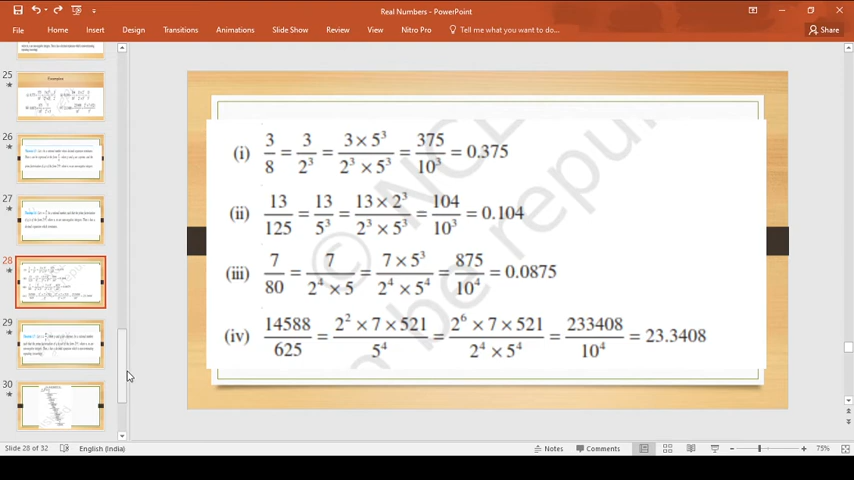 Real Numbers - PowerPoint
File Home Insert Design Transitions Animations Slide Show Review View Nitro Pro Tell me what you want to do... Share
25
26
27
28
29
30
(i) 3/8 = 3/2³ = (3 × 5³)/(2³ × 5³) = 375/10³ = 0.375
(ii) 13/125 = 13/5³ = (13 × 2³)/(2³ × 5³) = 104/10³ = 0.104
(iii) 7/80 = 7/(2⁴ × 5) = (7 × 5³)/(2⁴ × 5⁴) = 875/10⁴ = 0.0875
(iv) 14588/625 = (2² × 7 × 521)/5⁴ = (2⁶ × 7 × 521)/(2⁴ × 5⁴) = 233408/10⁴ = 23.3408
Slide 28 of 32 English (India) Notes Comments 75%